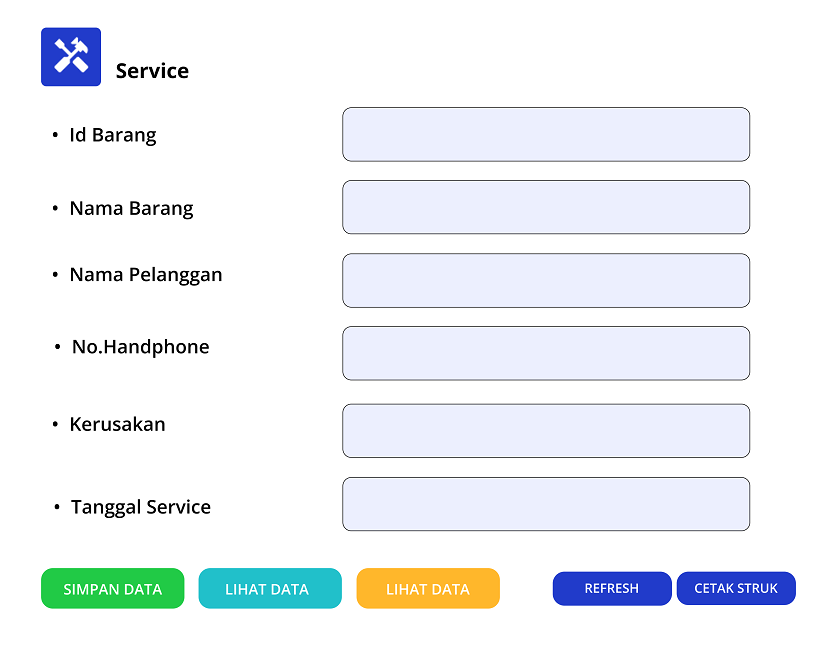 Service
• Id Barang
• Nama Barang
• Nama Pelanggan
• No.Handphone
• Kerusakan
• Tanggal Service
SIMPAN DATA LIHAT DATA LIHAT DATA REFRESH CETAK STRUK